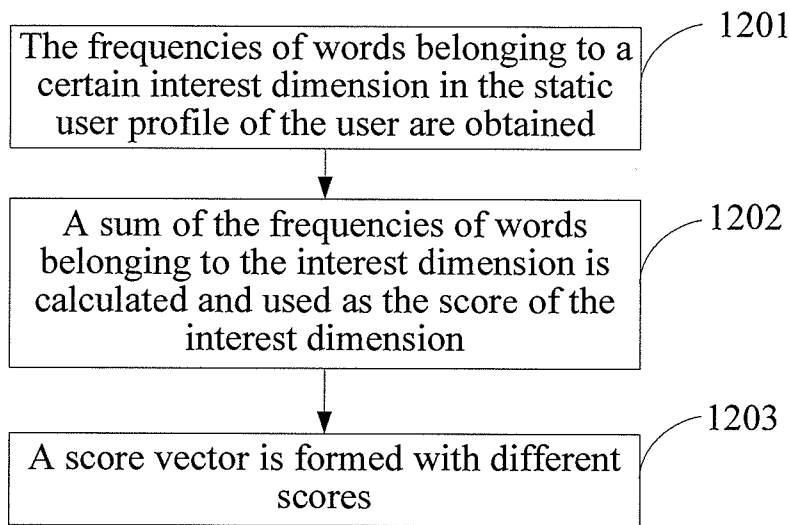 1201
The frequencies of words belonging to a
certain interest dimension in the static
user profile of the user are obtained
1202
A sum of the frequencies of words
belonging to the interest dimension is
calculated and used as the score of the
interest dimension
1203
A score vector is formed with different
scores